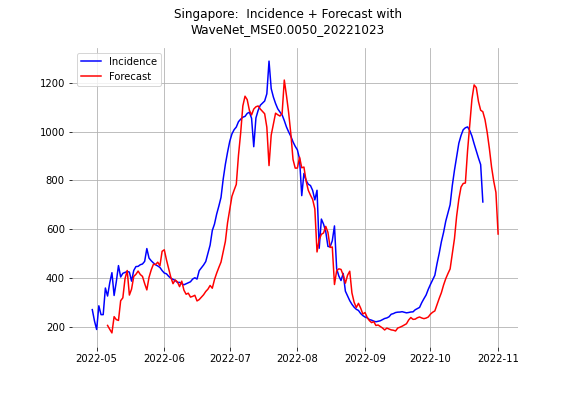 Singapore:  Incidence + Forecast with
WaveNet_MSE0.0050_20221023
Incidence
Forecast
1200
1000
800
600
400
200
2022-05 2022-06 2022-07 2022-08 2022-09 2022-10 2022-11